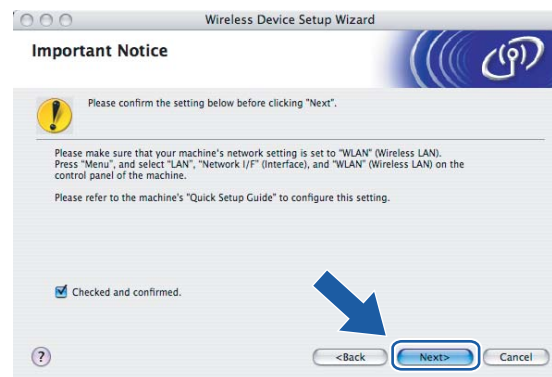 Wireless Device Setup Wizard
Important Notice
Please confirm the setting below before clicking "Next".
Please make sure that your machine's network setting is set to "WLAN" (Wireless LAN).
Press "Menu", and select "LAN", "Network I/F" (Interface), and "WLAN" (Wireless LAN) on the
control panel of the machine.
Please refer to the machine's "Quick Setup Guide" to configure this setting.
Checked and confirmed.
? <Back Next> Cancel